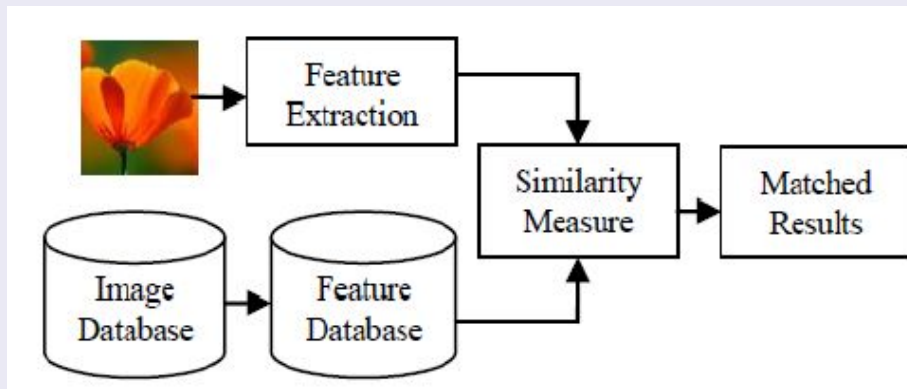 Feature
Extraction
Similarity
Measure
Matched
Results
Image
Database
Feature
Database